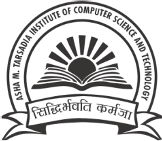 ASHA M. TARSADIA INSTITUTE OF COMPUTER SCIENCE AND TECHNOLOGY
सिद्धिर्भवति कर्मजा